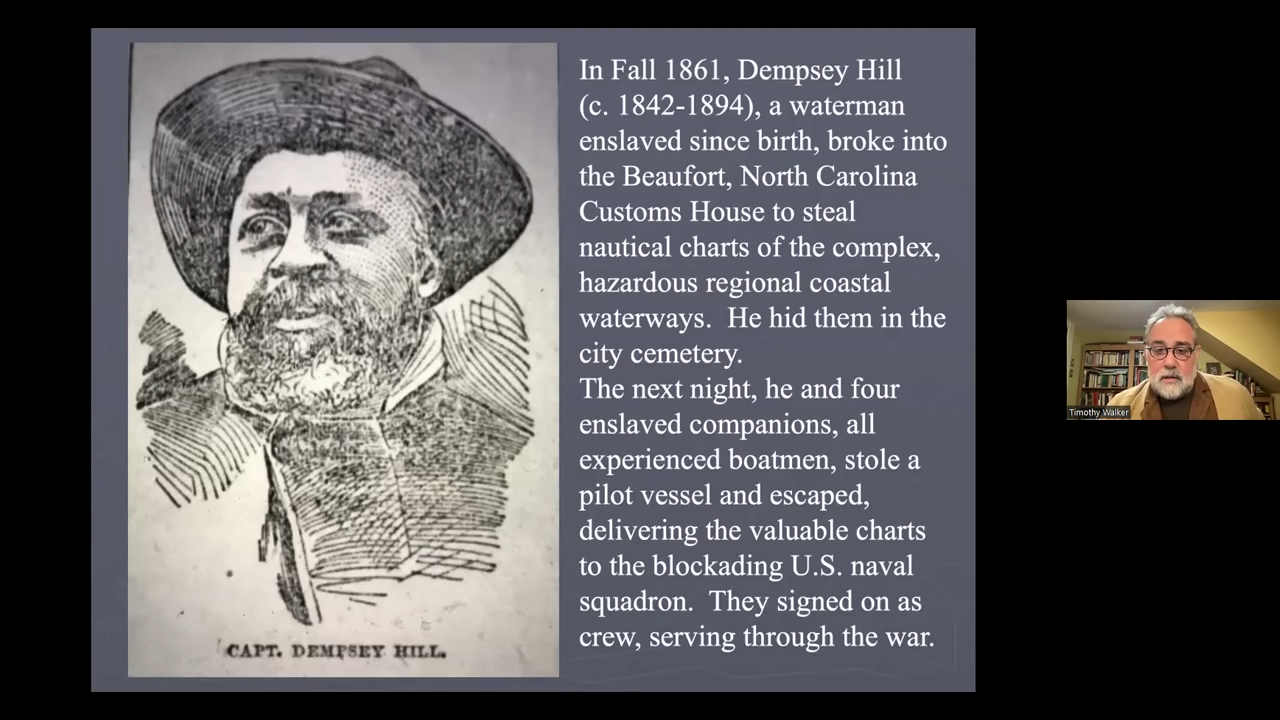 In Fall 1861, Dempsey Hill
(c. 1842-1894), a waterman
enslaved since birth, broke into
the Beaufort, North Carolina
Customs House to steal
nautical charts of the complex,
hazardous regional coastal
waterways.  He hid them in the
city cemetery.
The next night, he and four
enslaved companions, all
experienced boatmen, stole a
pilot vessel and escaped,
delivering the valuable charts
to the blockading U.S. naval
squadron.  They signed on as
crew, serving through the war.
CAPT. DEMPSEY HILL.
Timothy Walker